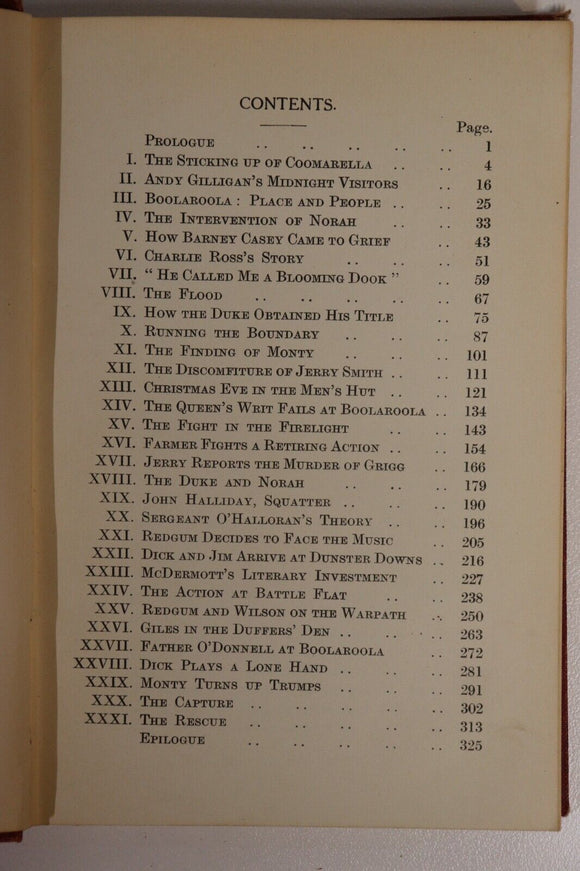 CONTENTS.
Page.
PROLOGUE .. .. .. .. .. 1
I. THE STICKING UP OF COOMARELLA .. .. 4
II. ANDY GILLIGAN'S MIDNIGHT VISITORS .. 16
III. BOOLAROOLA : PLACE AND PEOPLE .. .. 25
IV. THE INTERVENTION OF NORAH .. .. 33
V. HOW BARNEY CASEY CAME TO GRIEF .. 43
VI. CHARLIE ROSS'S STORY .. .. .. 51
VII. " HE CALLED ME A BLOOMING DOOK " .. 59
VIII. THE FLOOD .. .. .. .. .. 67
IX. HOW THE DUKE OBTAINED HIS TITLE .. 75
X. RUNNING THE BOUNDARY .. .. .. 87
XI. THE FINDING OF MONTY .. .. .. 101
XII. THE DISCOMFITURE OF JERRY SMITH .. .. 111
XIII. CHRISTMAS EVE IN THE MEN'S HUT .. 121
XIV. THE QUEEN'S WRIT FAILS AT BOOLAROOLA .. 134
XV. THE FIGHT IN THE FIRELIGHT .. .. 143
XVI. FARMER FIGHTS A RETIRING ACTION .. .. 154
XVII. JERRY REPORTS THE MURDER OF GRIGG .. 166
XVIII. THE DUKE AND NORAH .. .. .. 179
XIX. JOHN HALLIDAY, SQUATTER .. .. .. 190
XX. SERGEANT O'HALLORAN'S THEORY .. .. 196
XXI. REDGUM DECIDES TO FACE THE MUSIC .. 205
XXII. DICK AND JIM ARRIVE AT DUNSTER DOWNS .. 216
XXIII. MCDERMOTT'S LITERARY INVESTMENT .. 227
XXIV. THE ACTION AT BATTLE FLAT .. .. 238
XXV. REDGUM AND WILSON ON THE WARPATH .. 250
XXVI. GILES IN THE DUFFERS' DEN .. .. .. 263
XXVII. FATHER O'DONNELL AT BOOLAROOLA .. 272
XXVIII. DICK PLAYS A LONE HAND .. .. .. 281
XXIX. MONTY TURNS UP TRUMPS .. .. .. 291
XXX. THE CAPTURE .. .. .. .. .. 302
XXXI. THE RESCUE .. .. .. .. .. 313
EPILOGUE .. .. .. .. 325